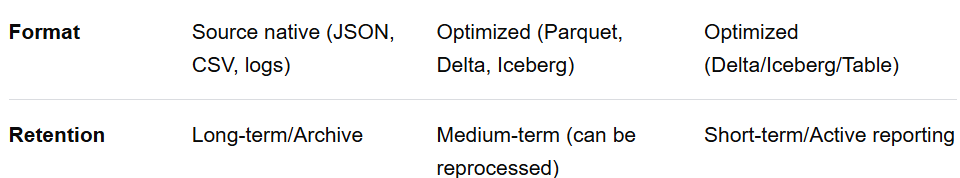 Format
Source native (JSON,
CSV, logs)
Optimized (Parquet,
Delta, Iceberg)
Optimized
(Delta/Iceberg/Table)
Retention
Long-term/Archive
Medium-term (can be
reprocessed)
Short-term/Active reporting